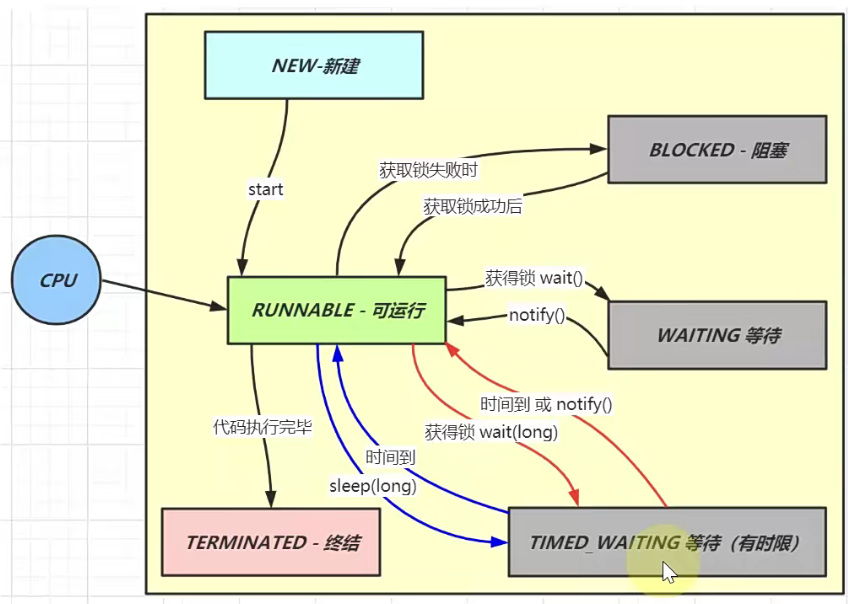 NEW-新建
BLOCKED - 阻塞
获取锁失败时
start
获取锁成功后
CPU
RUNNABLE - 可运行
获得锁 wait()
notify()
WAITING 等待
时间到 或 notify()
代码执行完毕
获得锁 wait(long)
时间到
sleep(long)
TERMINATED - 终结
TIMED_WAITING 等待（有时限）